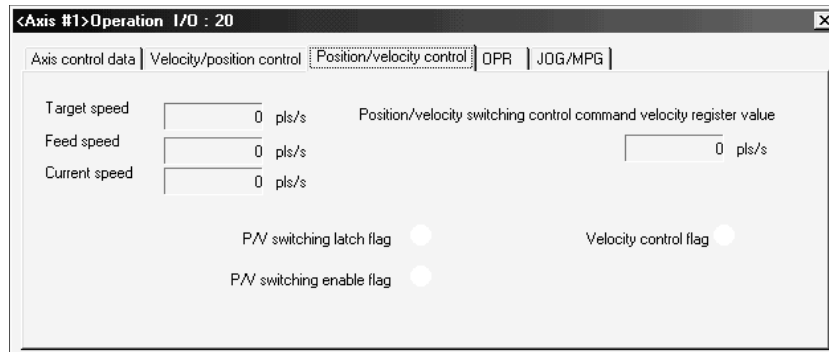 <Axis #1>Operation I/O : 20
Axis control data Velocity/position control Position/velocity control OPR JOG/MPG
Target speed 0 pls/s Position/velocity switching control command velocity register value
Feed speed 0 pls/s 0 pls/s
Current speed 0 pls/s
P/V switching latch flag Velocity control flag
P/V switching enable flag